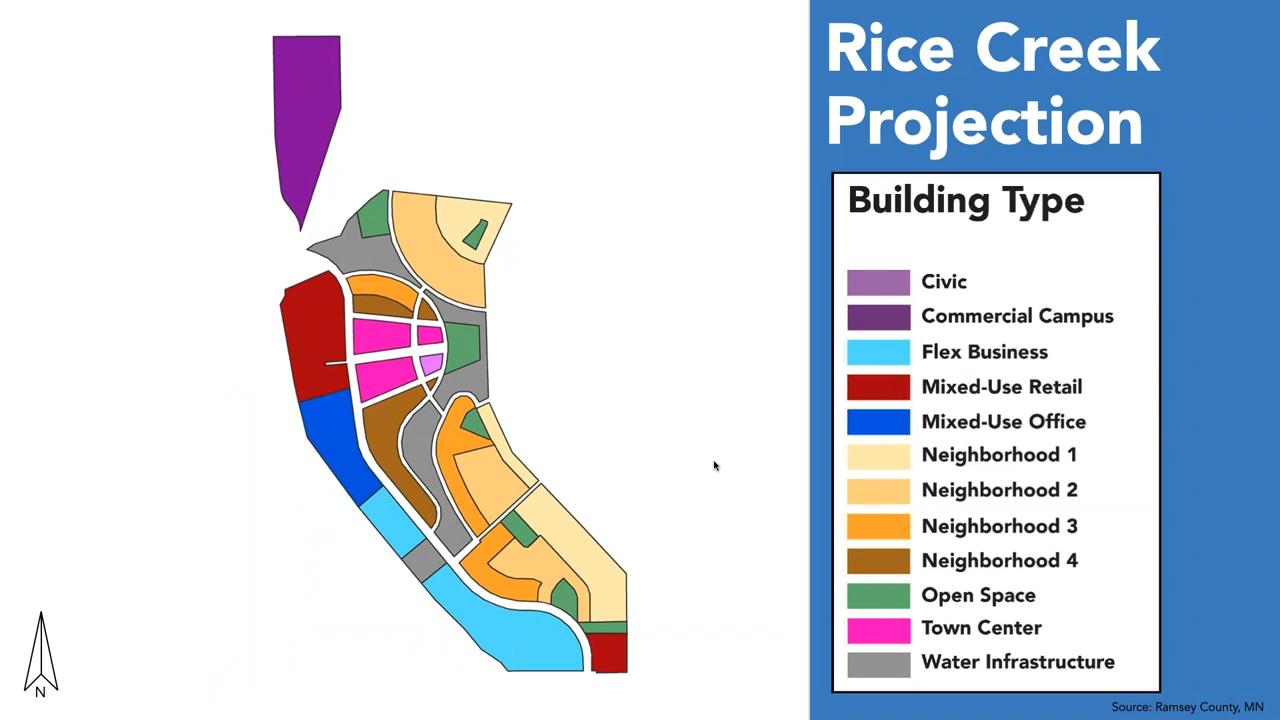 Rice Creek
Projection
Building Type
Civic
Commercial Campus
Flex Business
Mixed-Use Retail
Mixed-Use Office
Neighborhood 1
Neighborhood 2
Neighborhood 3
Neighborhood 4
Open Space
Town Center
Water Infrastructure
N
Source: Ramsey County, MN